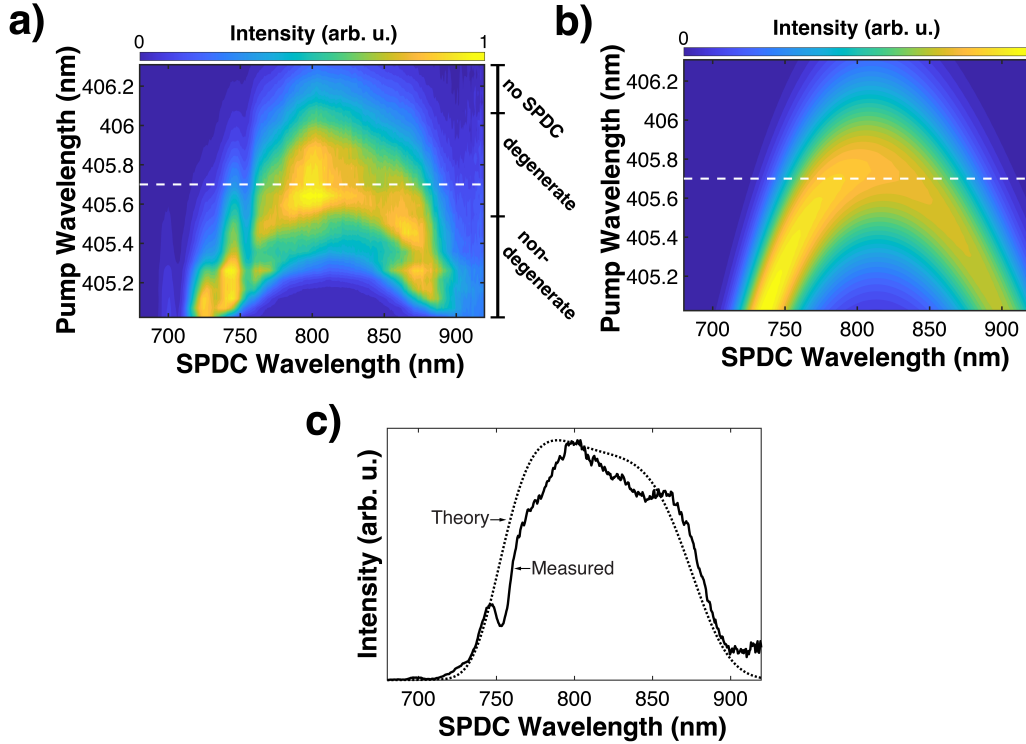 a)
Intensity (arb. u.)
0 1
Pump Wavelength (nm)
406.2
406
405.8
405.6
405.4
405.2
700 750 800 850 900
SPDC Wavelength (nm)
no SPDC
degenerate
non-
degenerate
b)
Intensity (arb. u.)
0
Pump Wavelength (nm)
406.2
406
405.8
405.6
405.4
405.2
700 750 800 850 900
SPDC Wavelength (nm)
c)
Intensity (arb. u.)
Theory
Measured
700 750 800 850 900
SPDC Wavelength (nm)